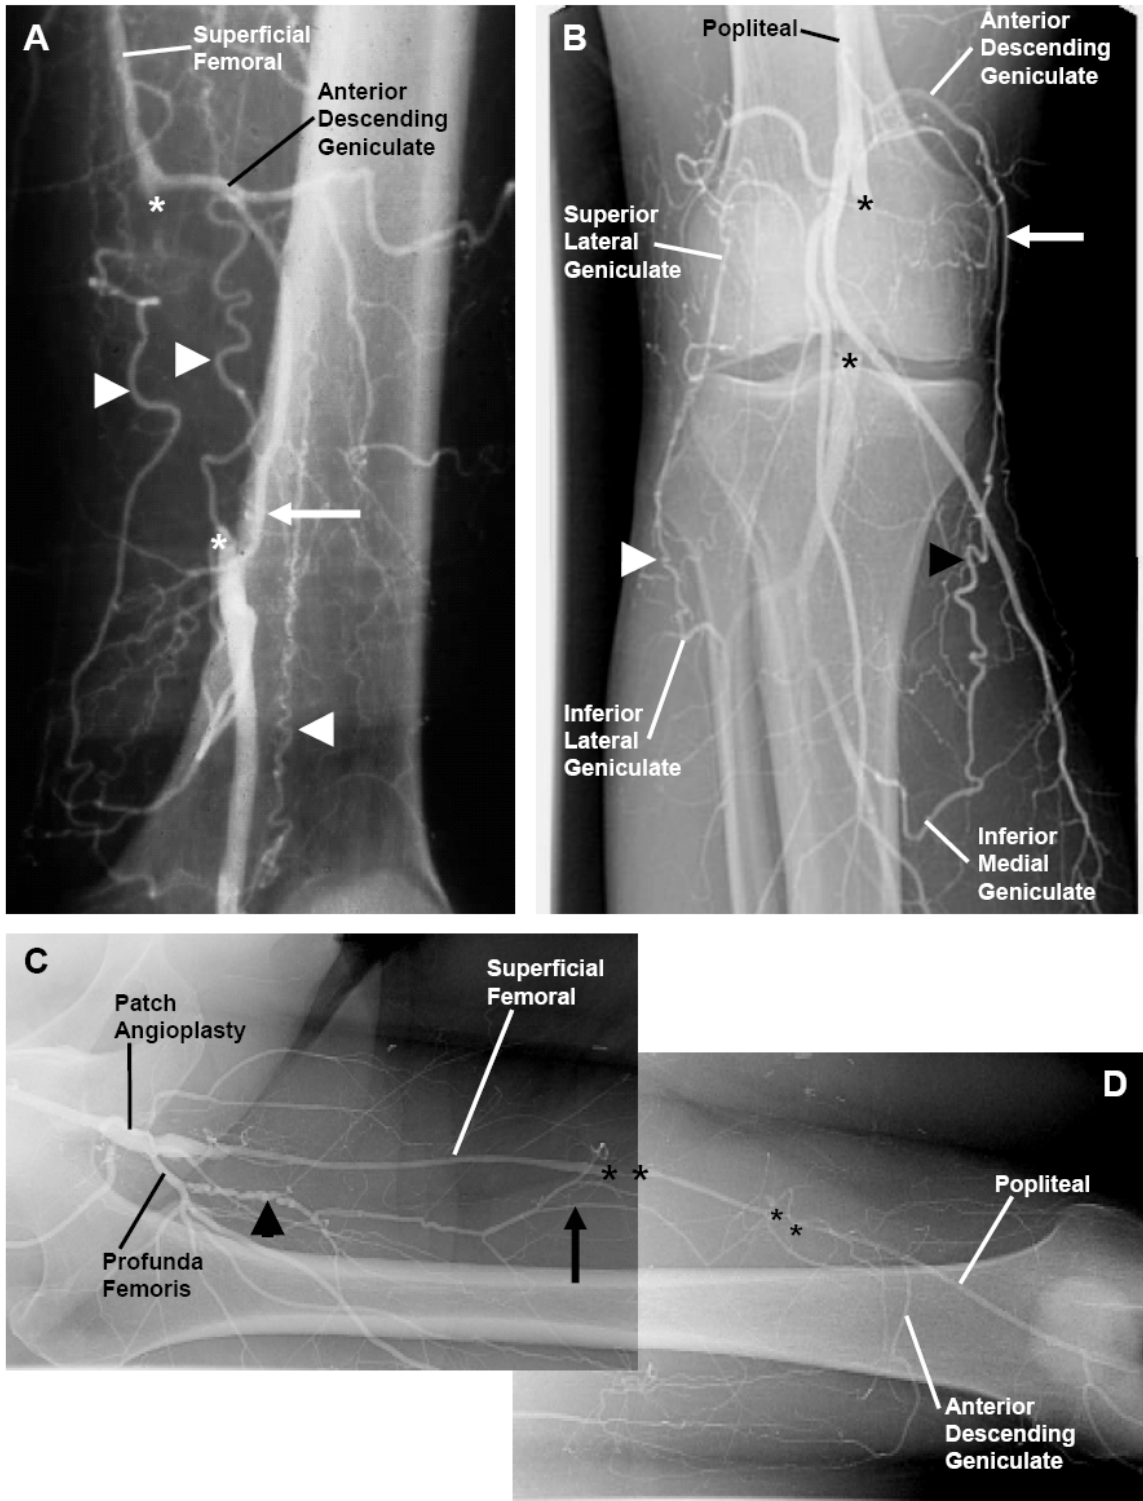 A
Superficial
Femoral
Anterior
Descending
Geniculate
*
*
B
Popliteal
Anterior
Descending
Geniculate
*
Superior
Lateral
Geniculate
*
Inferior
Lateral
Geniculate
Inferior
Medial
Geniculate
C
Patch
Angioplasty
Superficial
Femoral
* *
Profunda
Femoris
D
Popliteal
*
*
Anterior
Descending
Geniculate